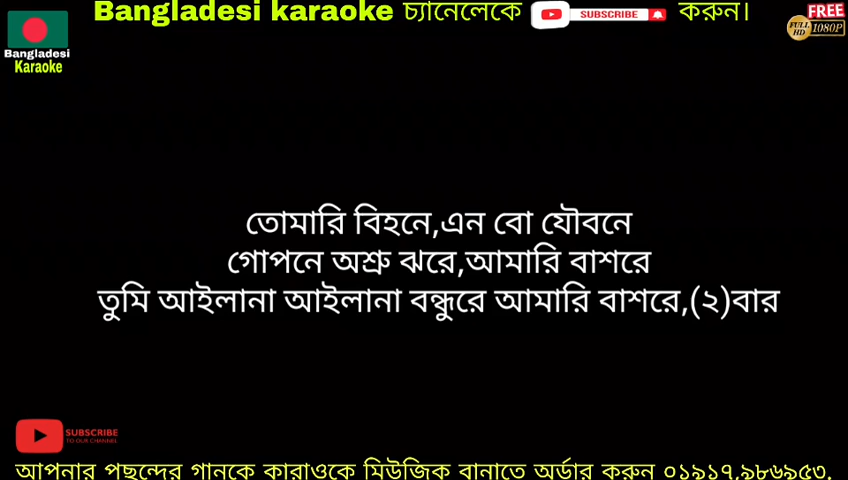 Bangladesi karaoke চ্যানেলেকে SUBSCRIBE করুন।
FREE
FULL HD 1080P
Bangladesi
Karaoke
তোমারি বিহনে,এন বো যৌবনে
গোপনে অশ্রু ঝরে,আমারি বাশরে
তুমি আইলানা আইলানা বন্ধুরে আমারি বাশরে,(২)বার
SUBSCRIBE
TO OUR CHANNEL
আপনার পছন্দের গানকে কারাওকে মিউজিক বানাতে অর্ডার করুন ০১৯১৭,৯৮৬৯৫৩.